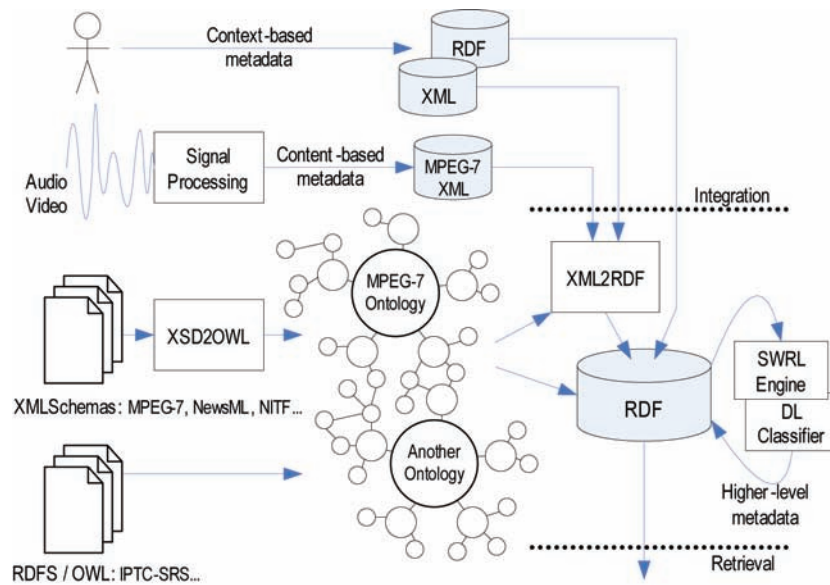 Context-based
metadata
RDF
XML
Audio
Video
Signal
Processing
Content-based
metadata
MPEG-7
XML
Integration
XML2RDF
MPEG-7
Ontology
XSD2OWL
XMLSchemas: MPEG-7, NewsML, NITF...
RDF
SWRL
Engine
DL
Classifier
Another
Ontology
Higher-level
metadata
RDFS / OWL: IPTC-SRS...
Retrieval